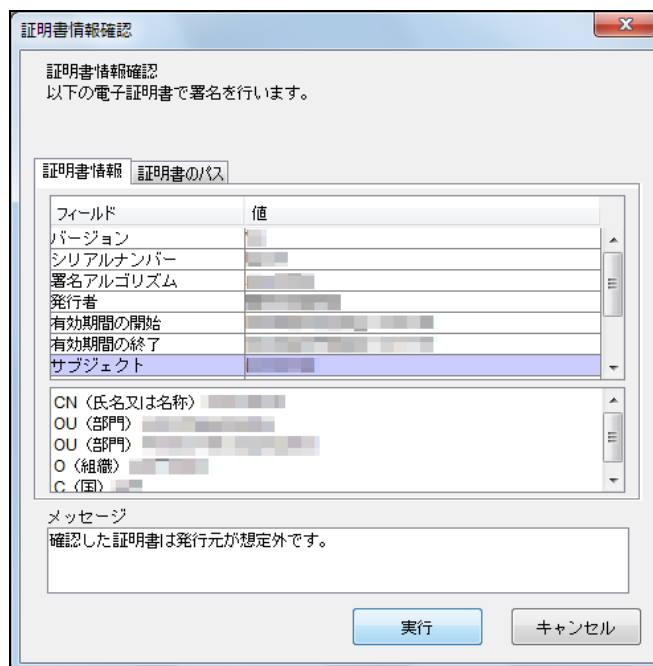 証明書情報確認
証明書情報確認
以下の電子証明書で署名を行います。
証明書情報 証明書のパス
フィールド 値
バージョン
シリアルナンバー
署名アルゴリズム
発行者
有効期間の開始
有効期間の終了
サブジェクト
CN（氏名又は名称）
OU（部門）
OU（部門）
O（組織）
C（国）
メッセージ
確認した証明書は発行元が想定外です。
実行 キャンセル